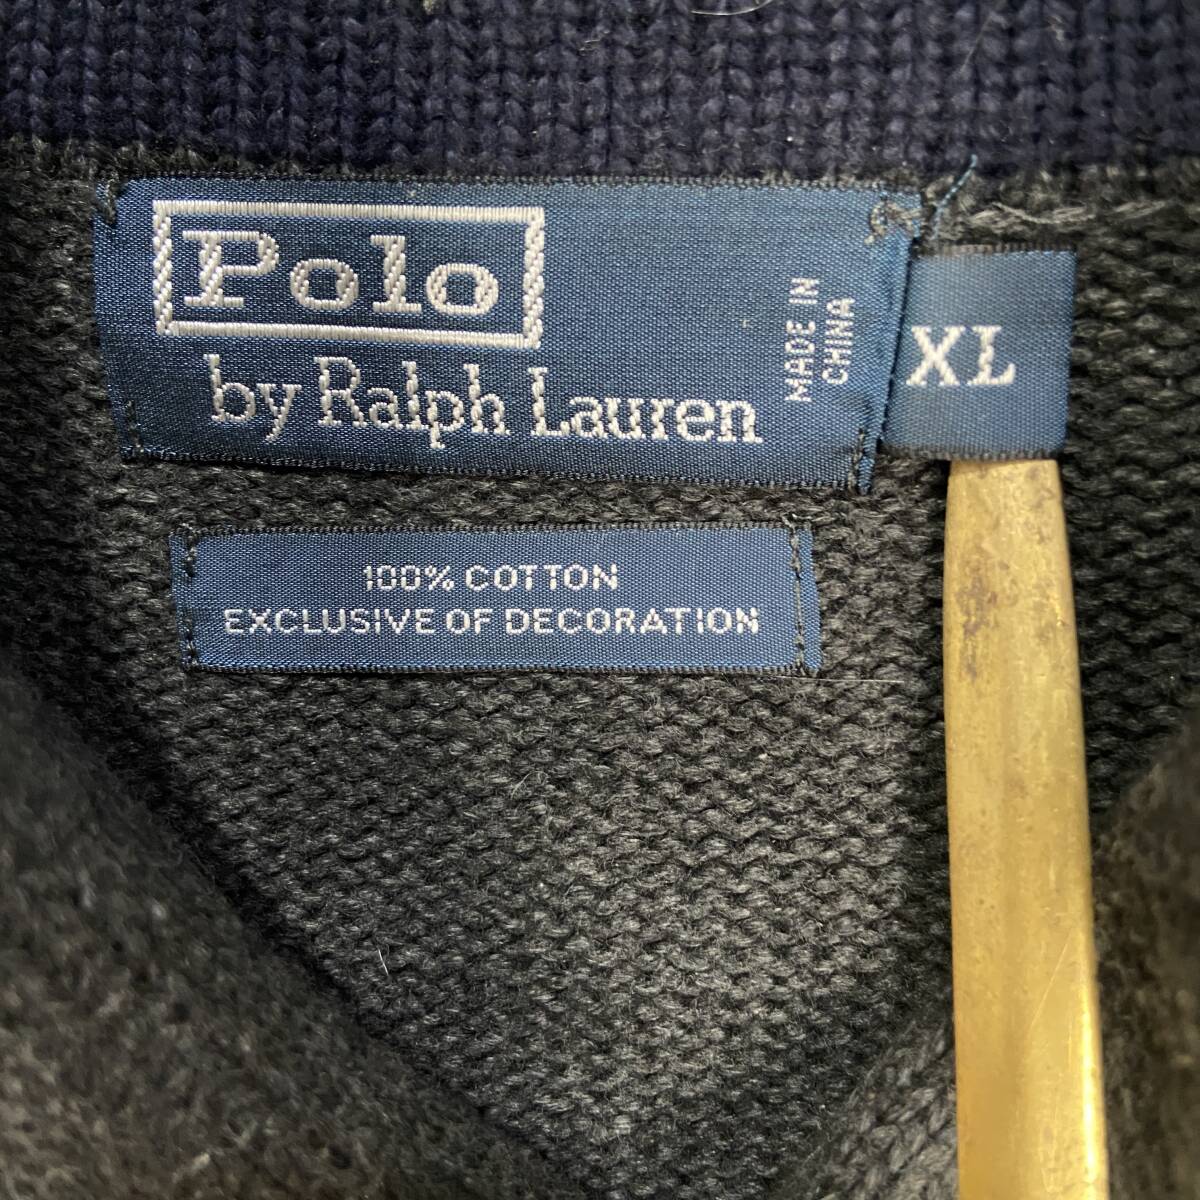 Polo
by Ralph Lauren
MADE IN
CHINA
XL
100% COTTON
EXCLUSIVE OF DECORATION